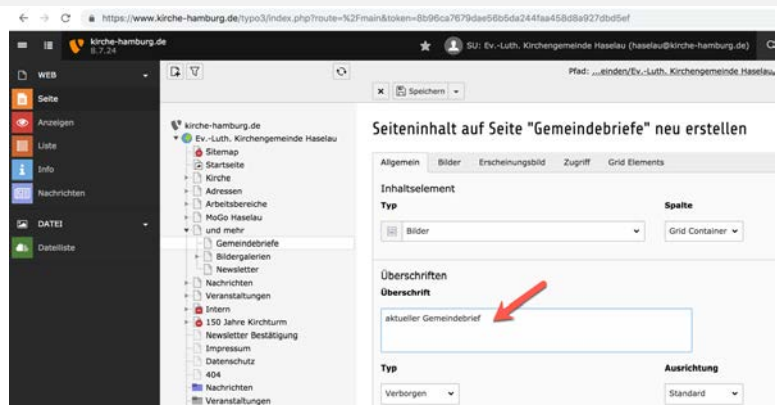 https://www.kirche-hamburg.de/typo3/index.php?route=%2Fmain&token=8b96ca7679dae56b5da244faa458d8a927dbd5ef
kirche-hamburg.de
8.7.24
SU: Ev.-Luth. Kirchengemeinde Haselau (haselau@kirche-hamburg.de)
WEB
Seite
Anzeigen
Liste
Info
Nachrichten
DATEI
Dateiliste
kirche-hamburg.de
Ev.-Luth. Kirchengemeinde Haselau
Sitemap
Startseite
Kirche
Adressen
Arbeitsbereiche
MoGo Haselau
und mehr
Gemeindebriefe
Bildergalerien
Newsletter
Nachrichten
Veranstaltungen
Intern
150 Jahre Kirchturm
Newsletter Bestätigung
Impressum
Datenschutz
404
Nachrichten
Veranstaltungen
Pfad: ...einden/Ev.-Luth. Kirchengemeinde Haselau,
Speichern
Seiteninhalt auf Seite "Gemeindebriefe" neu erstellen
Allgemein Bilder Erscheinungsbild Zugriff Grid Elements
Inhaltselement
Typ Spalte
Bilder Grid Container
Überschriften
Überschrift
aktueller Gemeindebrief
Typ Ausrichtung
Verborgen Standard